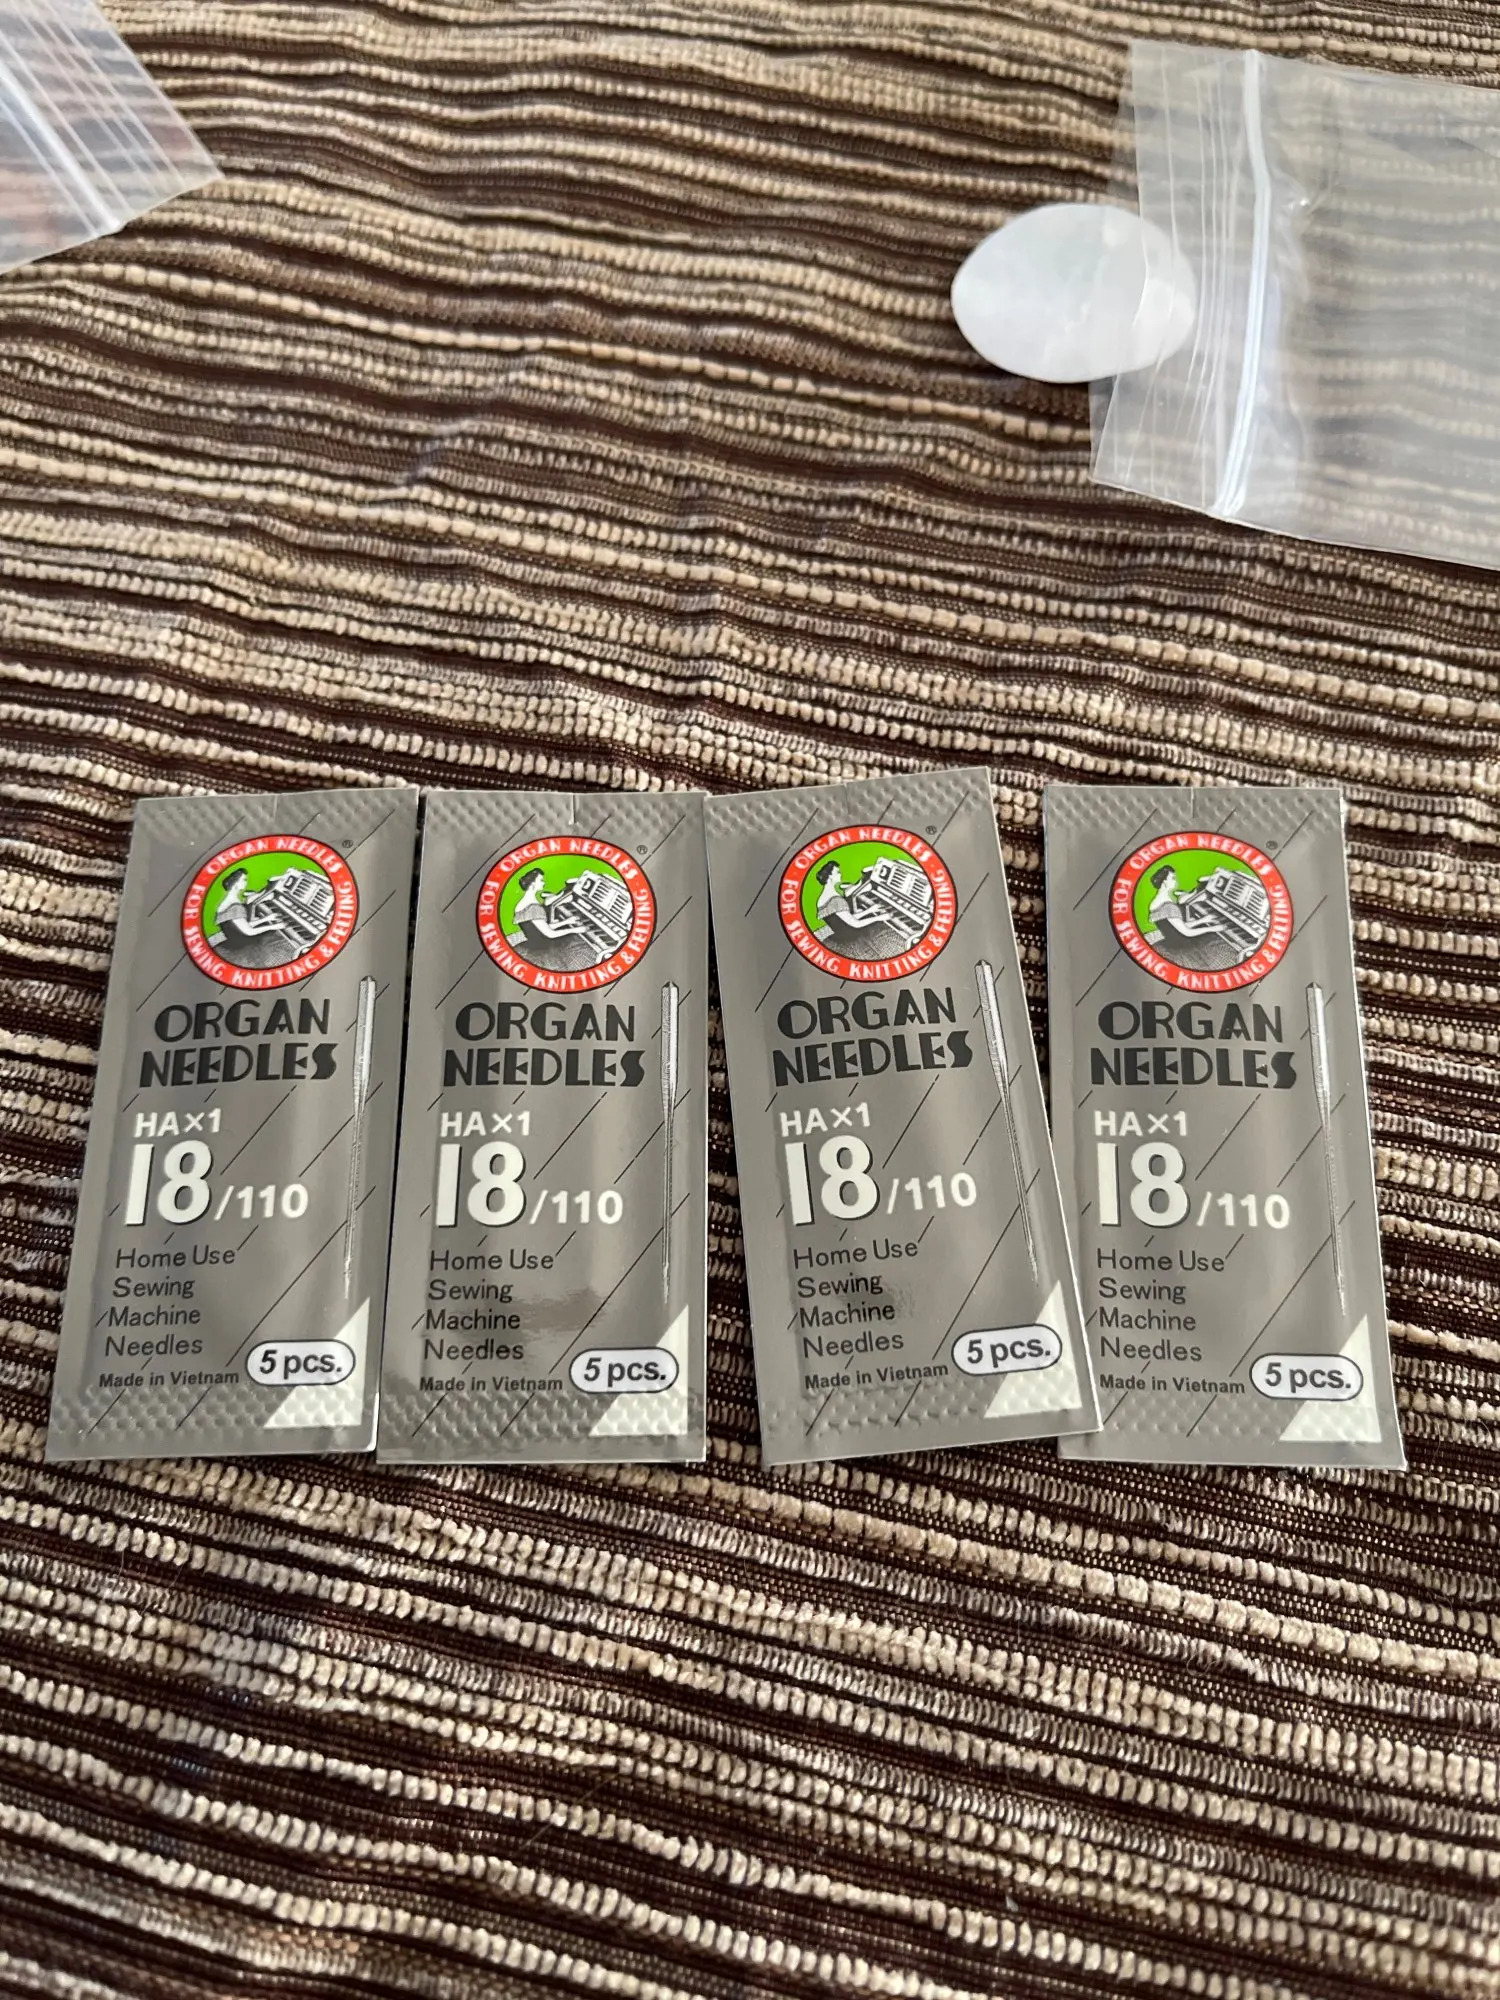 ORGAN NEEDLES ·
FOR SEWING KNITTING & FELTING ·
®
ORGAN
NEEDLES
HA×1
18/110
Home Use
Sewing
Machine
Needles
Made in Vietnam
5 pcs.
ORGAN NEEDLES ·
FOR SEWING KNITTING & FELTING ·
®
ORGAN
NEEDLES
HA×1
18/110
Home Use
Sewing
Machine
Needles
Made in Vietnam
5 pcs.
ORGAN NEEDLES ·
FOR SEWING KNITTING & FELTING ·
®
ORGAN
NEEDLES
HA×1
18/110
Home Use
Sewing
Machine
Needles
Made in Vietnam
5 pcs.
ORGAN NEEDLES ·
FOR SEWING KNITTING & FELTING ·
®
ORGAN
NEEDLES
HA×1
18/110
Home Use
Sewing
Machine
Needles
Made in Vietnam
5 pcs.